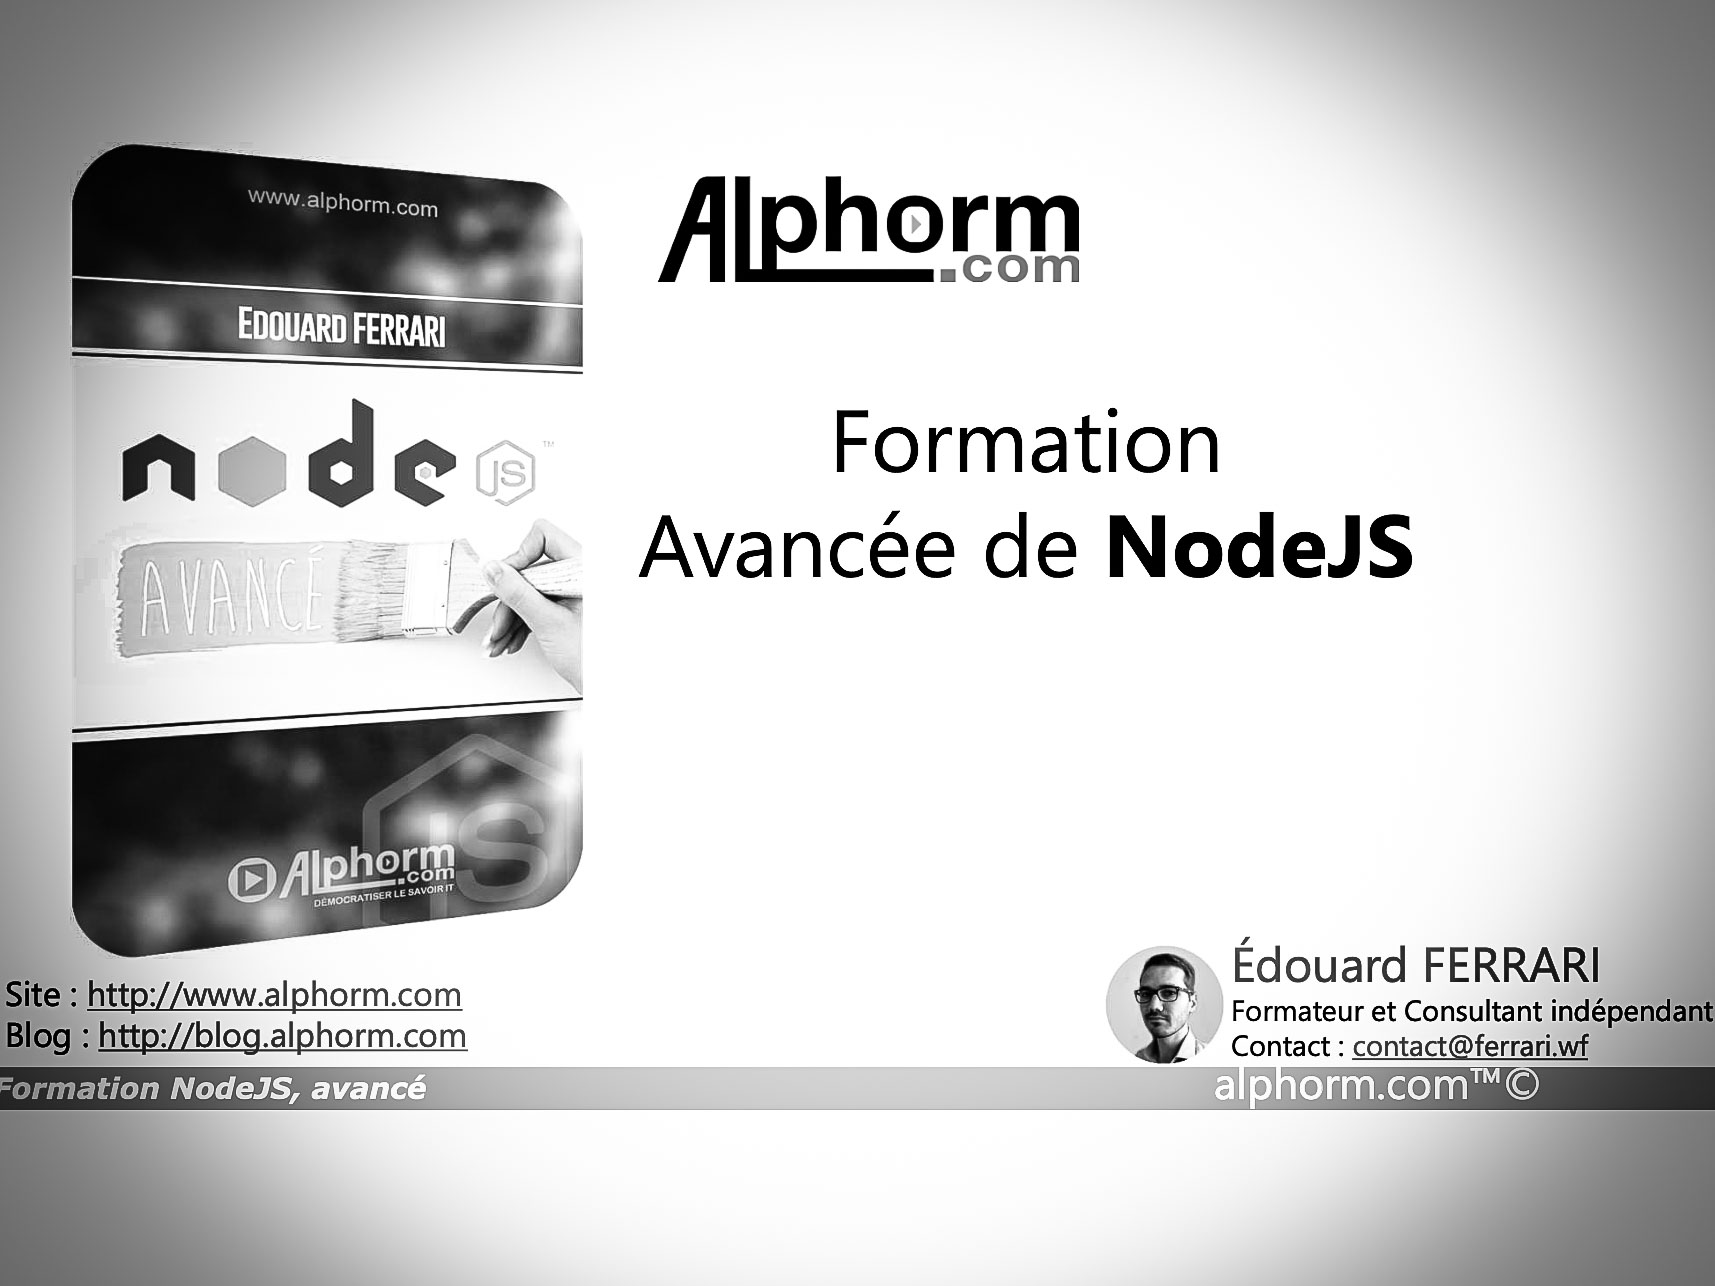 www.alphorm.com
EDOUARD FERRARI
node JS ™
AVANCÉ
JS
Alphorm
.com
DÉMOCRATISER LE SAVOIR IT
Alphorm
.com
Formation
Avancée de NodeJS
Site : http://www.alphorm.com
Blog : http://blog.alphorm.com
Édouard FERRARI
Formateur et Consultant indépendant
Contact : contact@ferrari.wf
Formation NodeJS, avancé
alphorm.com™©